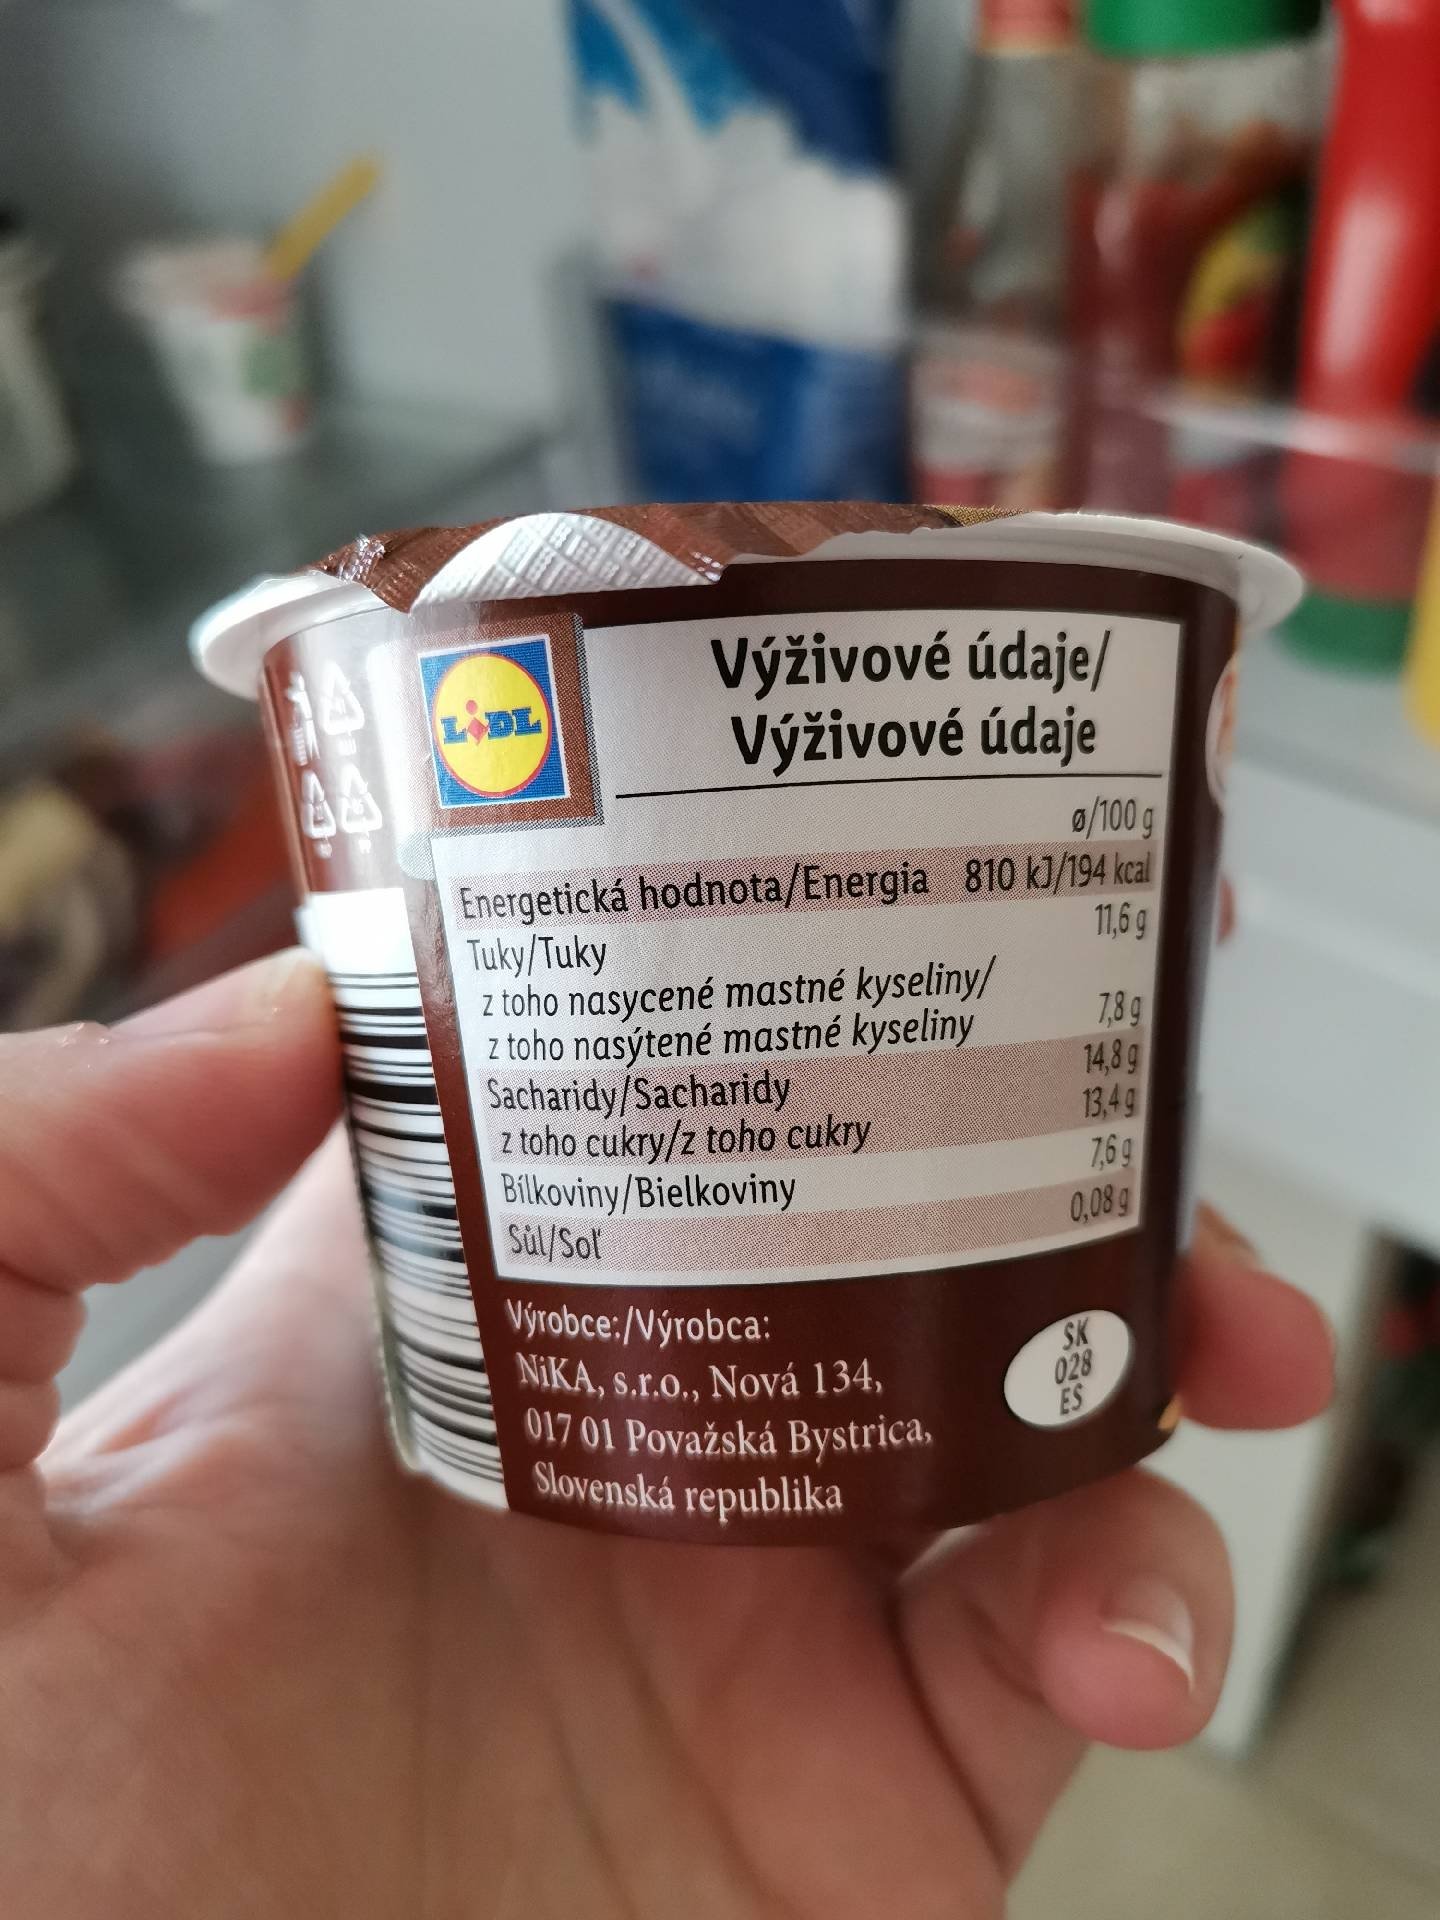 LIDL
Výživové údaje/
Výživové údaje
ø/100 g
Energetická hodnota/Energia 810 kJ/194 kcal
Tuky/Tuky 11,6 g
z toho nasycené mastné kyseliny/
z toho nasýtené mastné kyseliny 7,8 g
Sacharidy/Sacharidy 14,8 g
z toho cukry/z toho cukry 13,4 g
Bílkoviny/Bielkoviny 7,6 g
Sůl/Soľ 0,08 g
Výrobce:/Výrobca:
NiKA, s.r.o., Nová 134,
017 01 Považská Bystrica,
Slovenská republika
SK
028
ES